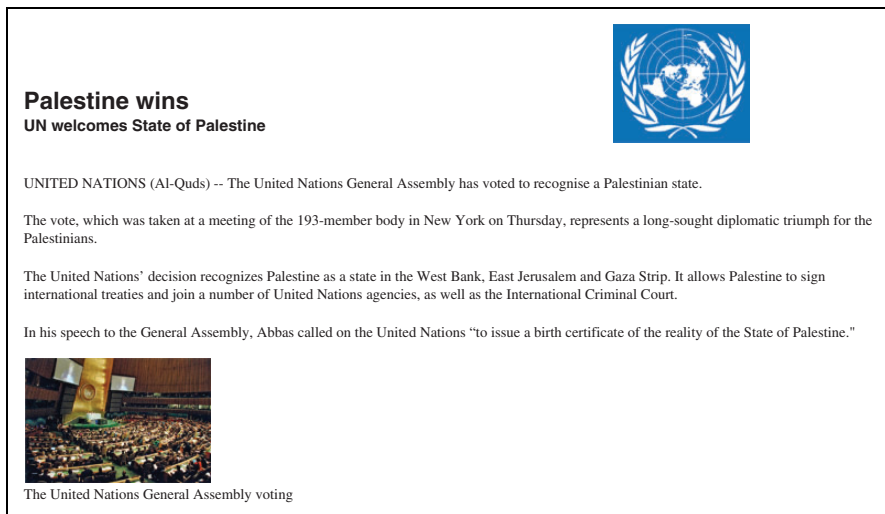 Palestine wins
UN welcomes State of Palestine
UNITED NATIONS (Al-Quds) -- The United Nations General Assembly has voted to recognise a Palestinian state.
The vote, which was taken at a meeting of the 193-member body in New York on Thursday, represents a long-sought diplomatic triumph for the
Palestinians.
The United Nations’ decision recognizes Palestine as a state in the West Bank, East Jerusalem and Gaza Strip. It allows Palestine to sign
international treaties and join a number of United Nations agencies, as well as the International Criminal Court.
In his speech to the General Assembly, Abbas called on the United Nations “to issue a birth certificate of the reality of the State of Palestine."
The United Nations General Assembly voting